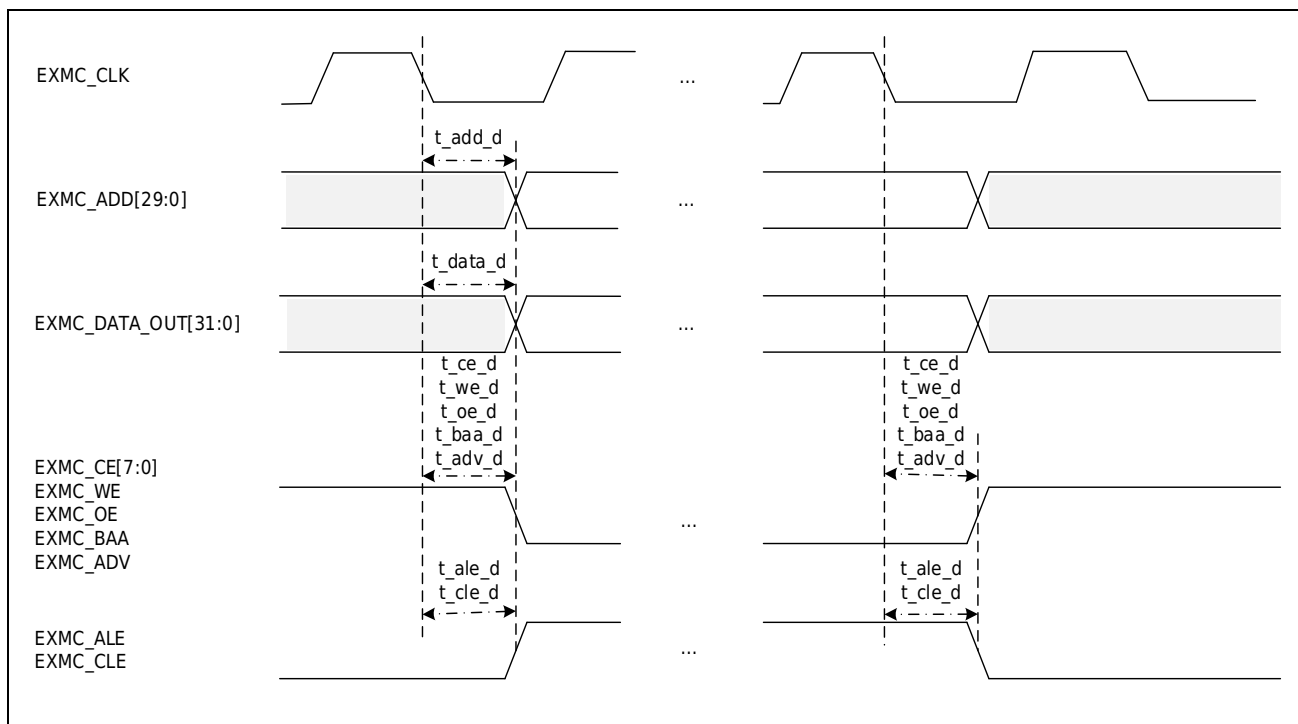 EXMC_CLK
...
...
t_add_d
EXMC_ADD[29:0]
...
t_data_d
EXMC_DATA_OUT[31:0]
...
t_ce_d
t_we_d
t_oe_d
t_baa_d
t_adv_d
t_ce_d
t_we_d
t_oe_d
t_baa_d
t_adv_d
EXMC_CE[7:0]
EXMC_WE
EXMC_OE
EXMC_BAA
EXMC_ADV
...
t_ale_d
t_cle_d
t_ale_d
t_cle_d
EXMC_ALE
EXMC_CLE
...